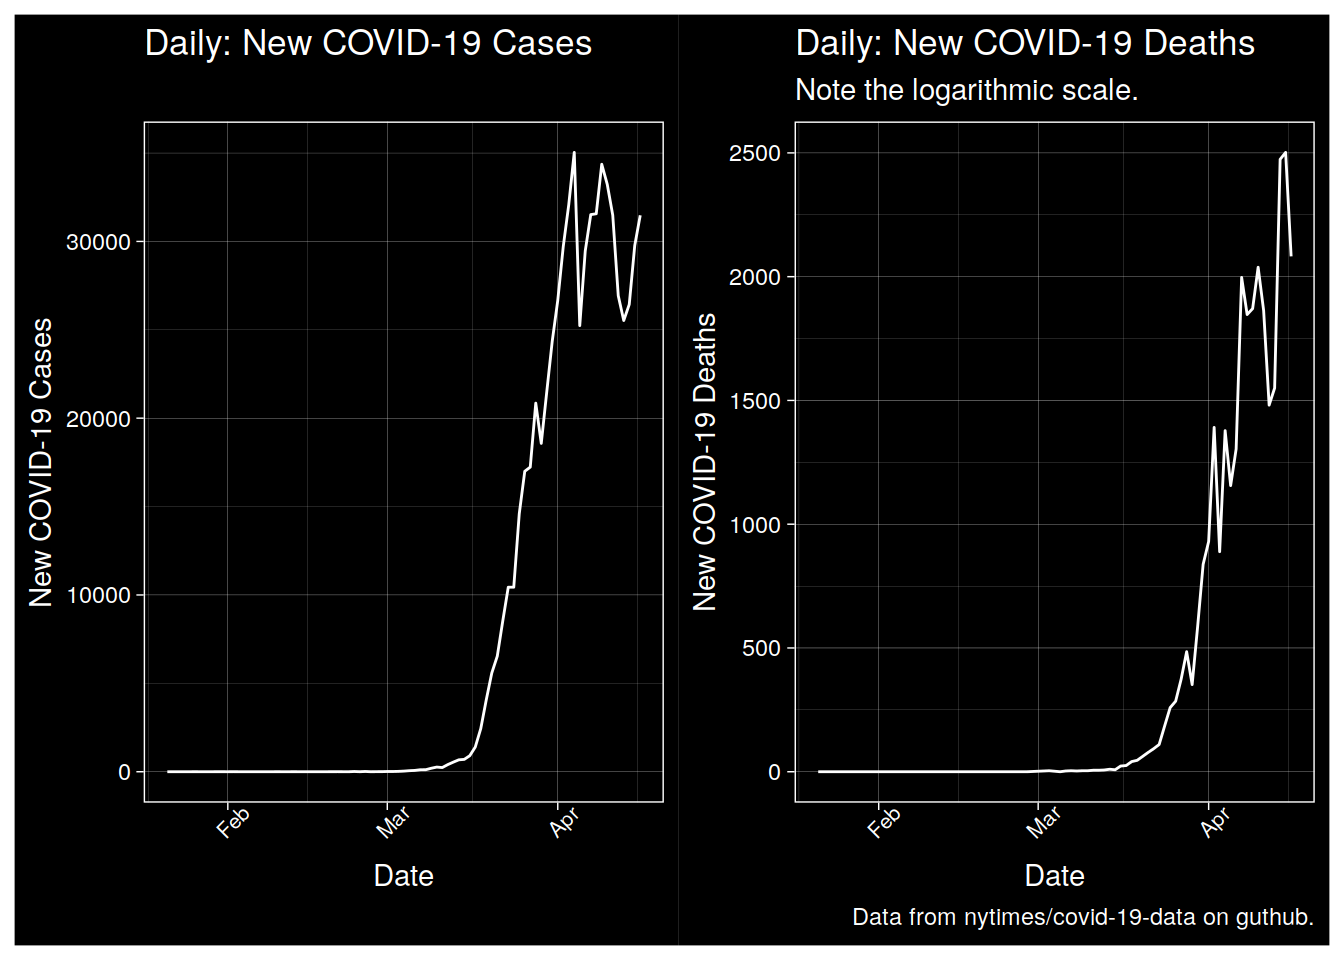 Daily: New COVID-19 Cases
New COVID-19 Cases
30000
20000
10000
0
Feb
Mar
Apr
Date
Daily: New COVID-19 Deaths
Note the logarithmic scale.
New COVID-19 Deaths
2500
2000
1500
1000
500
0
Feb
Mar
Apr
Date
Data from nytimes/covid-19-data on guthub.